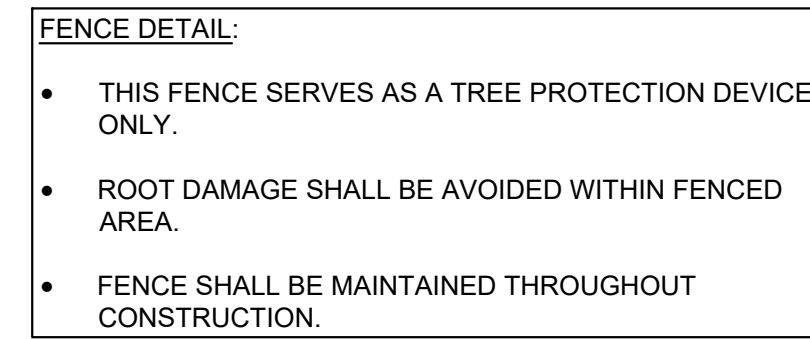 FENCE DETAIL:
• THIS FENCE SERVES AS A TREE PROTECTION DEVICE
ONLY.
• ROOT DAMAGE SHALL BE AVOIDED WITHIN FENCED
AREA.
• FENCE SHALL BE MAINTAINED THROUGHOUT
CONSTRUCTION.